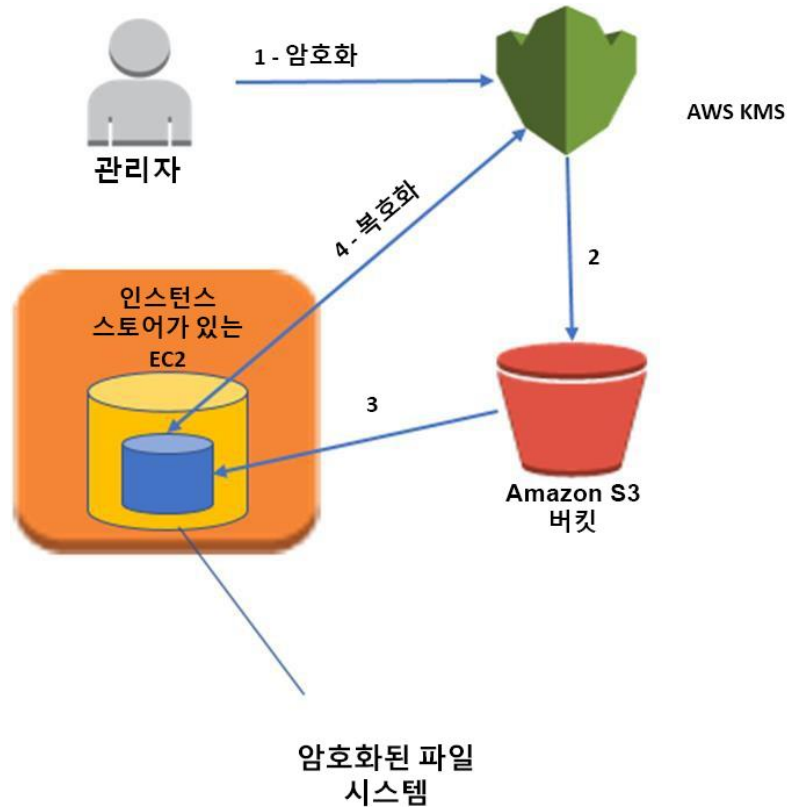 1 - 암호화
AWS KMS
관리자
4 - 복호화
2
인스턴스
스토어가 있는
EC2
3
Amazon S3
버킷
암호화된 파일
시스템